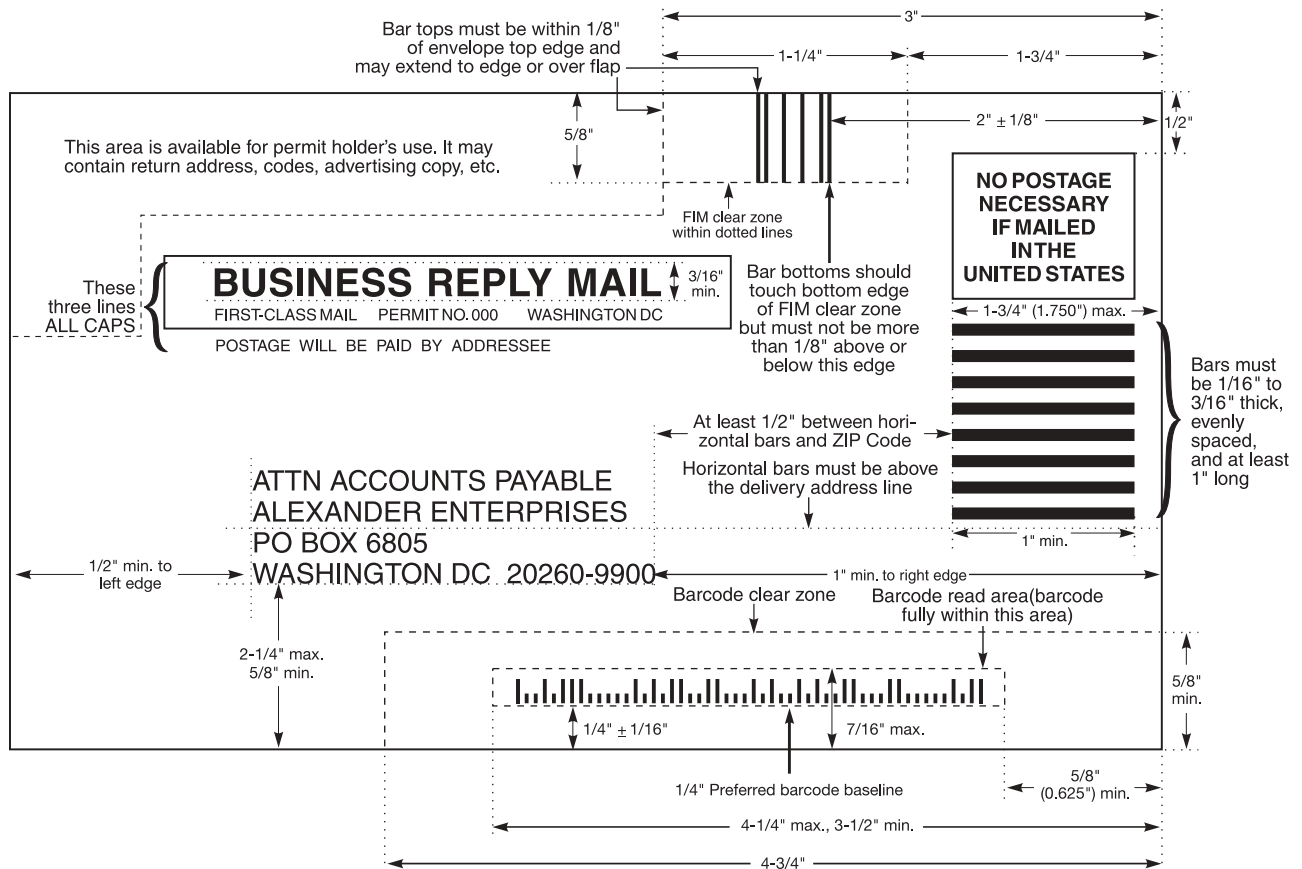 Bar tops must be within 1/8"
of envelope top edge and
may extend to edge or over flap
3"
1-1/4"
1-3/4"
5/8"
2" ± 1/8"
1/2"
This area is available for permit holder's use. It may
contain return address, codes, advertising copy, etc.
NO POSTAGE
NECESSARY
IF MAILED
INTHE
UNITED STATES
FIM clear zone
within dotted lines
These
three lines
ALL CAPS
BUSINESS REPLY MAIL
3/16"
min.
FIRST-CLASS MAIL PERMIT NO. 000 WASHINGTON DC
POSTAGE WILL BE PAID BY ADDRESSEE
Bar bottoms should
touch bottom edge
of FIM clear zone
but must not be more
than 1/8" above or
below this edge
1-3/4" (1.750") max.
Bars must
be 1/16" to
3/16" thick,
evenly
spaced,
and at least
1" long
At least 1/2" between hori-
zontal bars and ZIP Code
Horizontal bars must be above
the delivery address line
ATTN ACCOUNTS PAYABLE
ALEXANDER ENTERPRISES
PO BOX 6805
WASHINGTON DC 20260-9900
1" min.
1/2" min. to
left edge
1" min. to right edge
Barcode clear zone
Barcode read area(barcode
fully within this area)
2-1/4" max.
5/8" min.
5/8"
min.
1/4" ± 1/16"
7/16" max.
1/4" Preferred barcode baseline
5/8"
(0.625") min.
4-1/4" max., 3-1/2" min.
4-3/4"